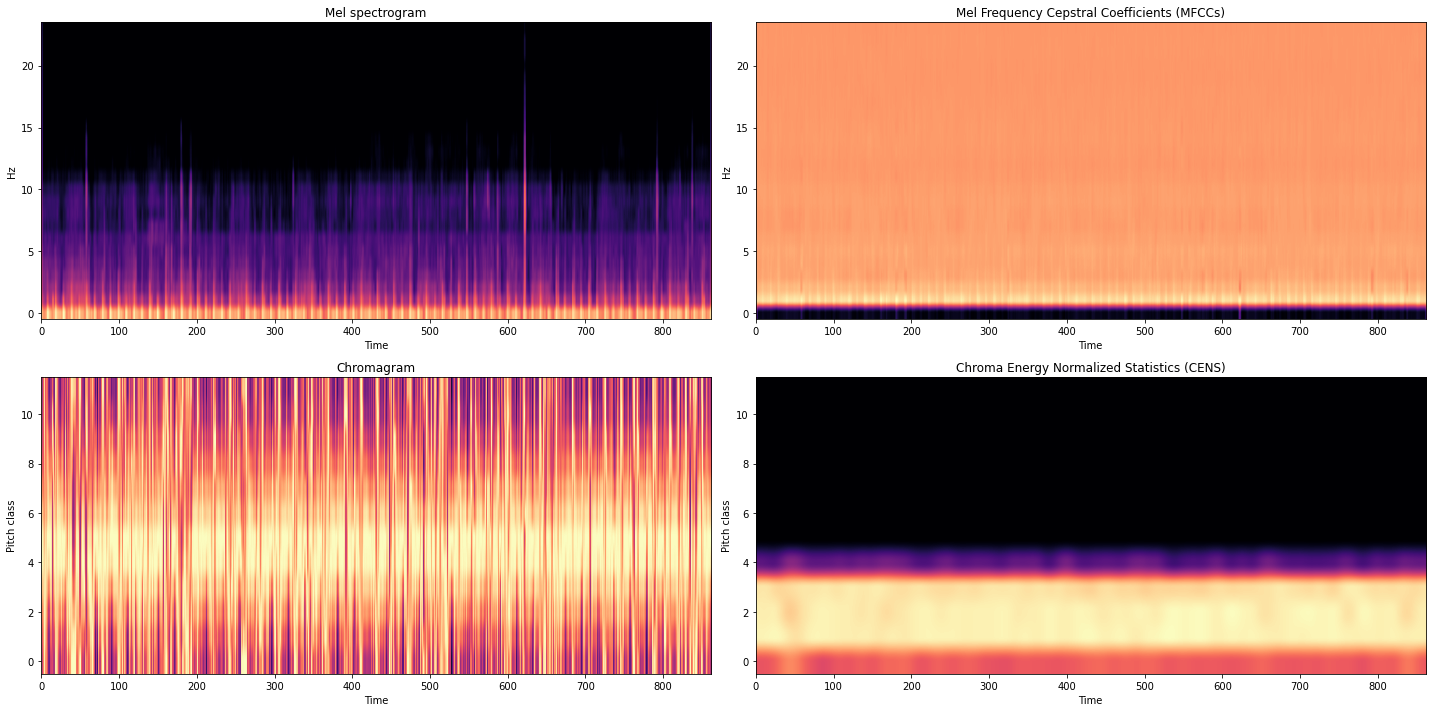 Mel spectrogram
Hz
20
15
10
5
0
0 100 200 300 400 500 600 700 800
Time
Mel Frequency Cepstral Coefficients (MFCCs)
Hz
20
15
10
5
0
0 100 200 300 400 500 600 700 800
Time
Chromagram
Pitch class
10
8
6
4
2
0
0 100 200 300 400 500 600 700 800
Time
Chroma Energy Normalized Statistics (CENS)
Pitch class
10
8
6
4
2
0
0 100 200 300 400 500 600 700 800
Time